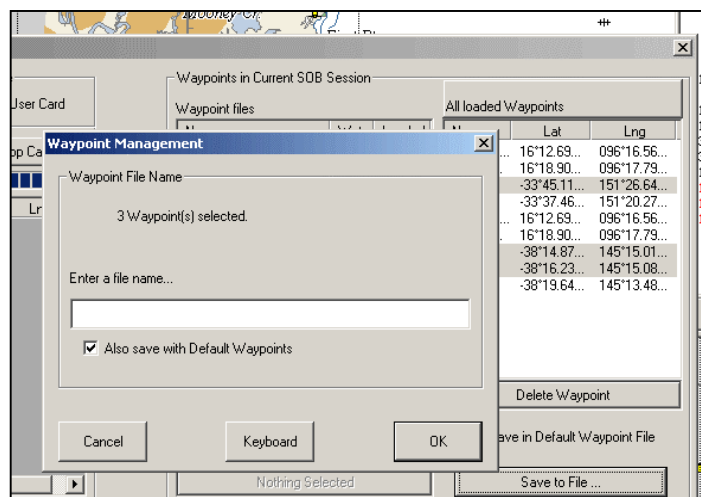 Mooney Cr.
Waypoints in Current SOB Session
User Card
Waypoint files
All loaded Waypoints
Lat
Lng
Waypoint Management
Waypoint File Name
3 Waypoint(s) selected.
Enter a file name...
Also save with Default Waypoints
Cancel
Keyboard
OK
... 16°12.69... 096°16.56...
... 16°18.90... 096°17.79...
-33°45.11... 151°26.64...
-33°37.46... 151°20.27...
... 16°12.69... 096°16.56...
... 16°18.90... 096°17.79...
-38°14.87... 145°15.01...
-38°16.23... 145°15.08...
-38°19.64... 145°13.48...
Delete Waypoint
ave in Default Waypoint File
Nothing Selected
Save to File ...